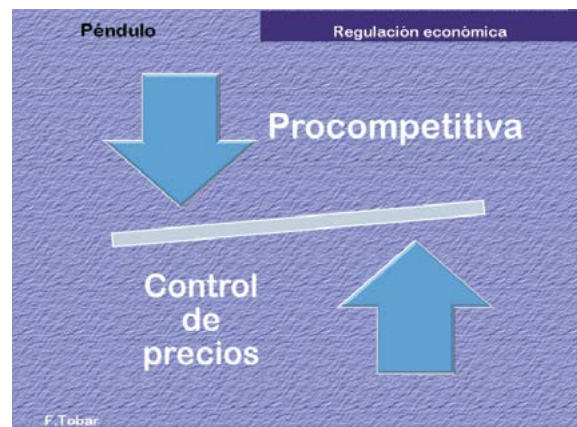 Péndulo
Regulación económica
Procompetitiva
Control
de
precios
F.Tobar